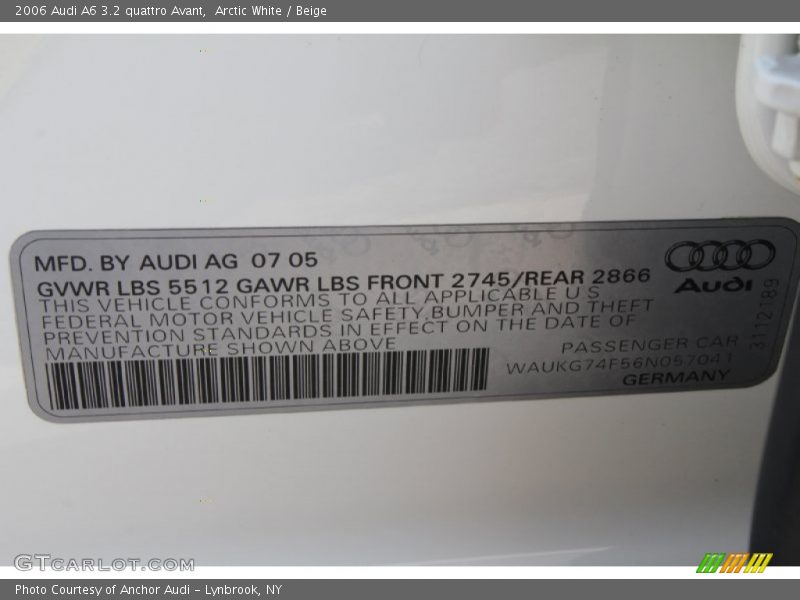 2006 Audi A6 3.2 quattro Avant,  Arctic White / Beige
MFD. BY AUDI AG 07 05
GVWR LBS 5512 GAWR LBS FRONT 2745/REAR 2866
THIS VEHICLE CONFORMS TO ALL APPLICABLE U S
FEDERAL MOTOR VEHICLE SAFETY,BUMPER AND THEFT
PREVENTION STANDARDS IN EFFECT ON THE DATE OF
MANUFACTURE SHOWN ABOVE
PASSENGER CAR
WAUKG74F56N057041
GERMANY
Audi
3112189
GTCARLOT.COM
Photo Courtesy of Anchor Audi – Lynbrook, NY